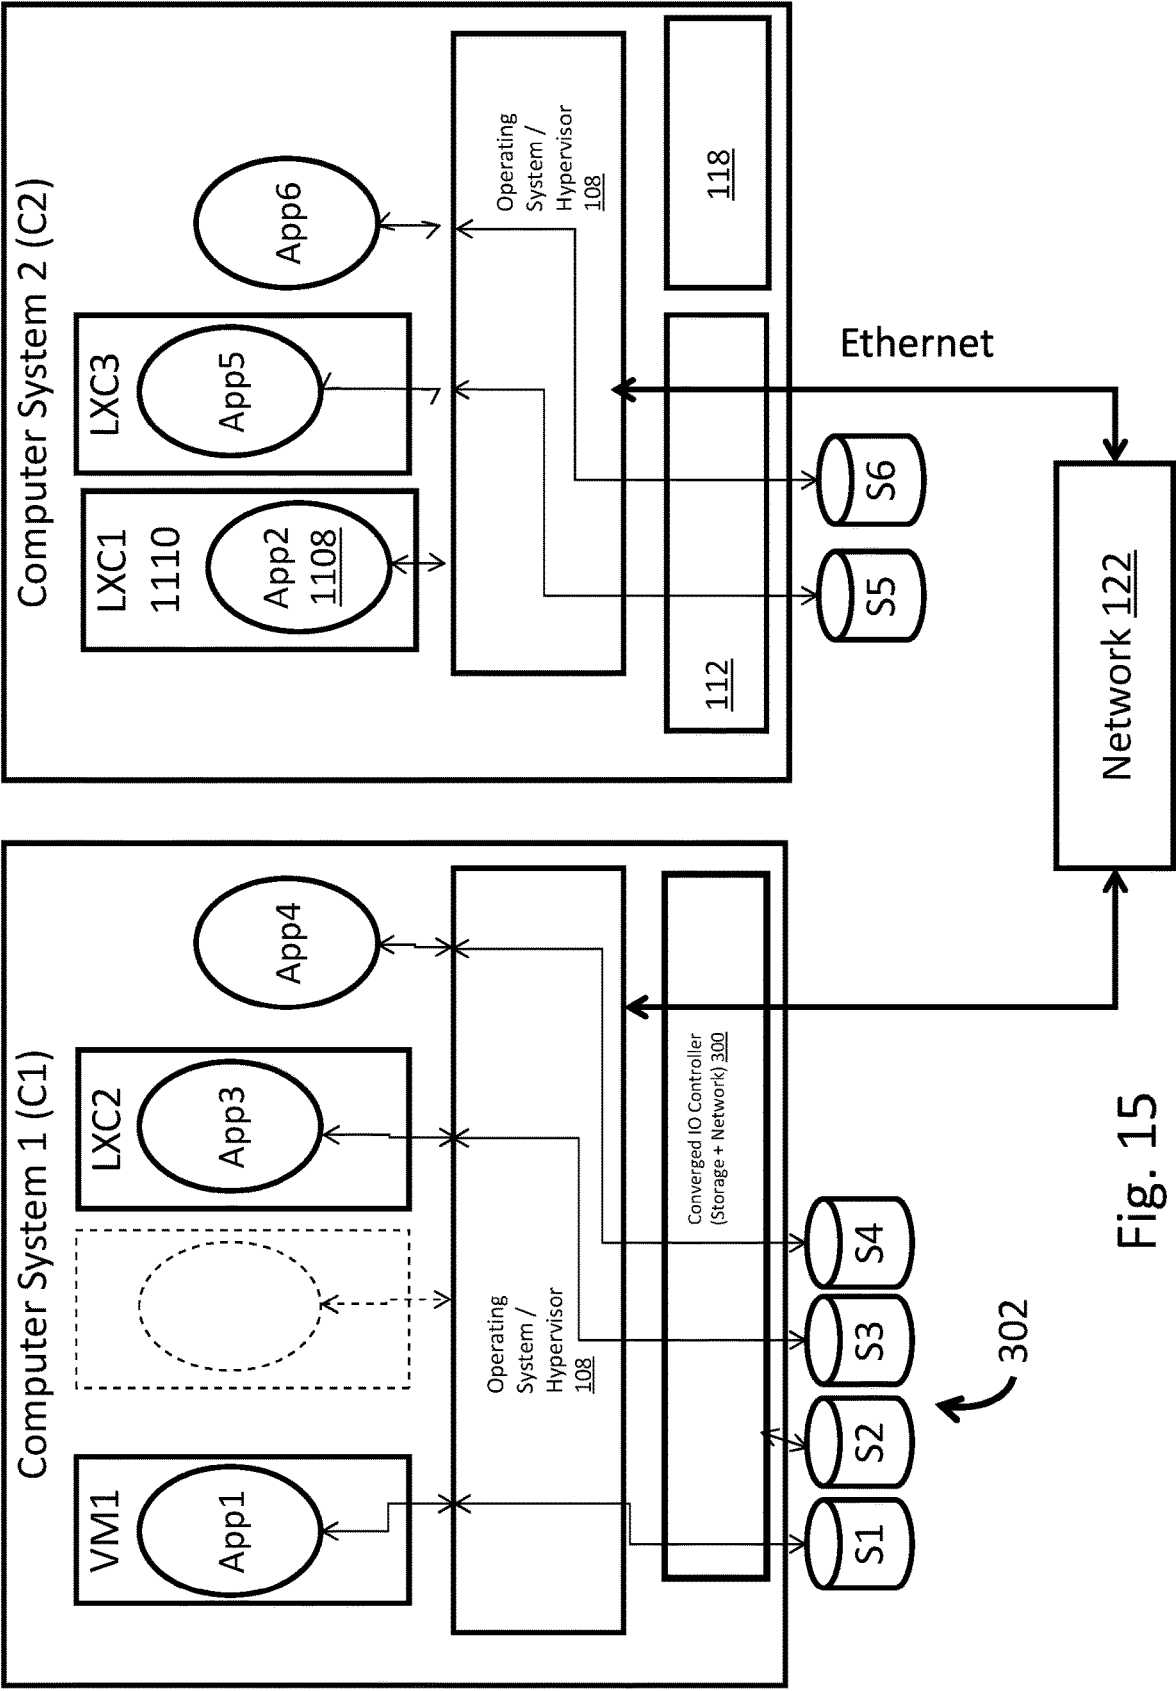 Computer System 1 (C1)
VM1
App1
LXC2
App3
App4
Operating
System /
Hypervisor
108
Converged IO Controller
(Storage + Network) 300
S1
S2
S3
S4
302
Computer System 2 (C2)
LXC1
1110
App2
1108
LXC3
App5
App6
Operating
System /
Hypervisor
108
112
118
S5
S6
Ethernet
Network 122
Fig. 15